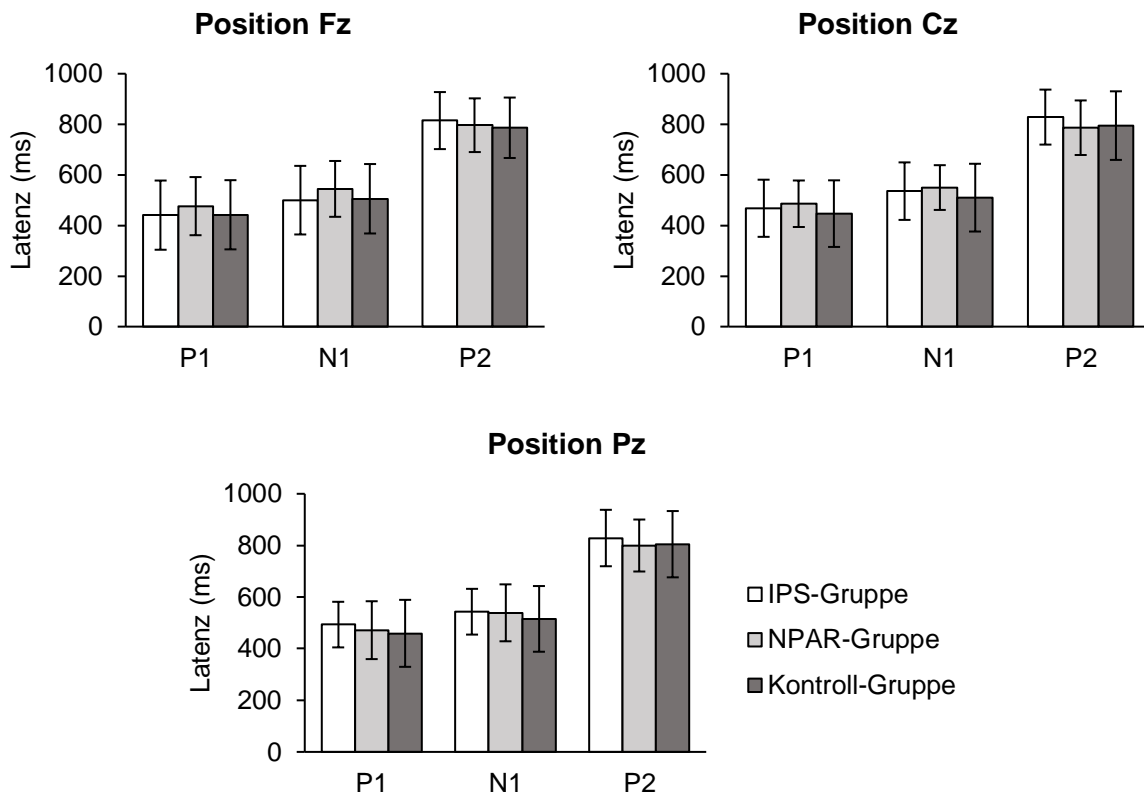 Position Fz
Latenz (ms)
1000
800
600
400
200
0
P1 N1 P2
Position Cz
Latenz (ms)
1000
800
600
400
200
0
P1 N1 P2
Position Pz
Latenz (ms)
1000
800
600
400
200
0
P1 N1 P2
IPS-Gruppe
NPAR-Gruppe
Kontroll-Gruppe